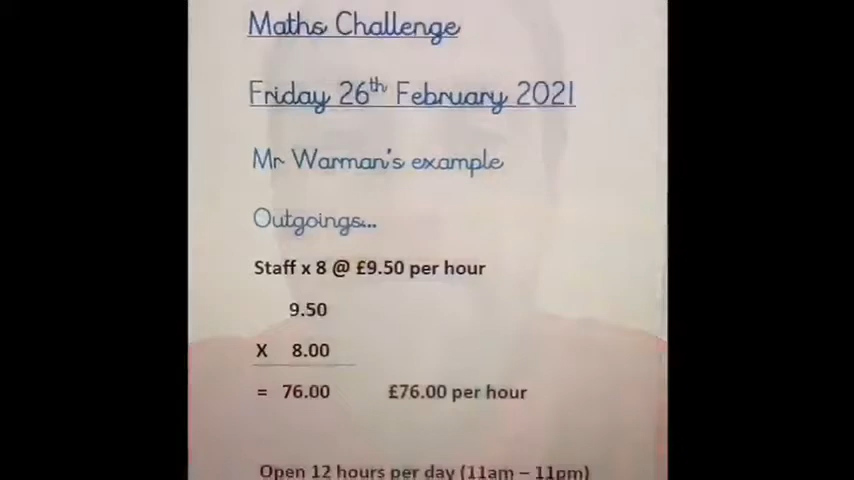 Maths Challenge
Friday 26th February 2021
Mr Warman's example
Outgoings...
Staff x 8 @ £9.50 per hour
9.50
X 8.00
= 76.00 £76.00 per hour
Open 12 hours per day (11am – 11pm)